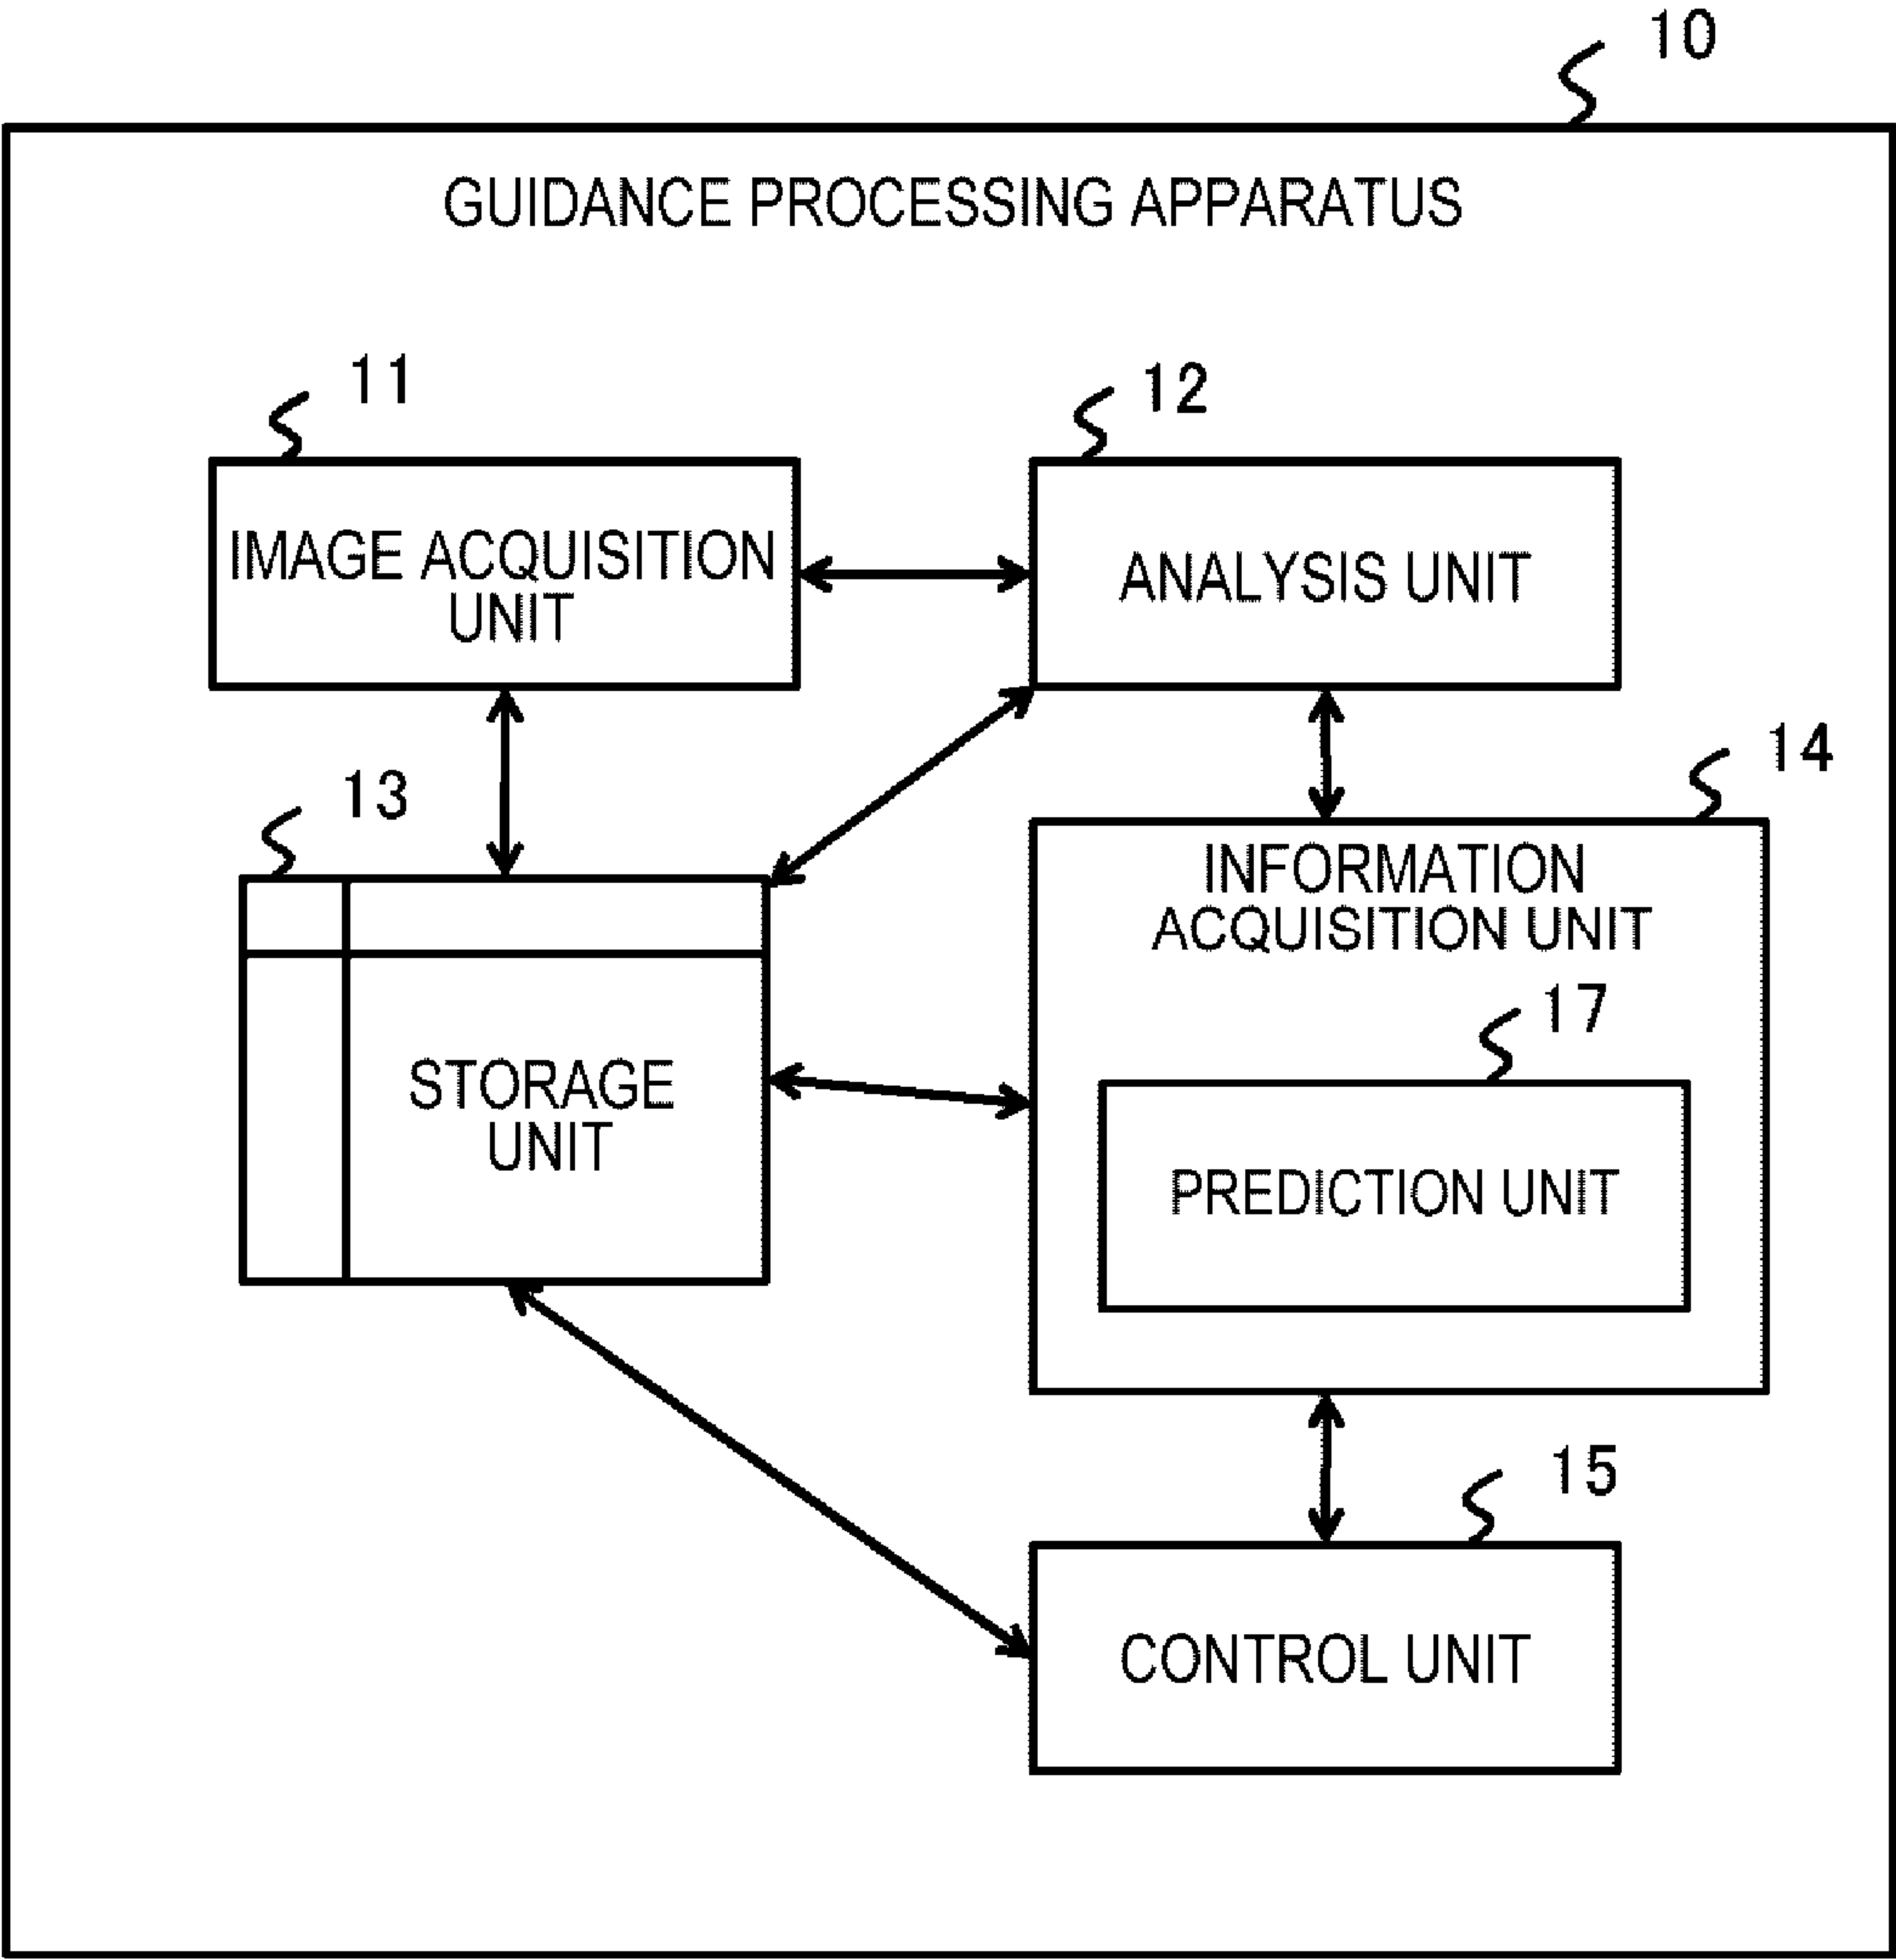 10
GUIDANCE PROCESSING APPARATUS
11
12
IMAGE ACQUISITION
UNIT
ANALYSIS UNIT
13
14
INFORMATION
ACQUISITION UNIT
17
STORAGE
UNIT
PREDICTION UNIT
15
CONTROL UNIT